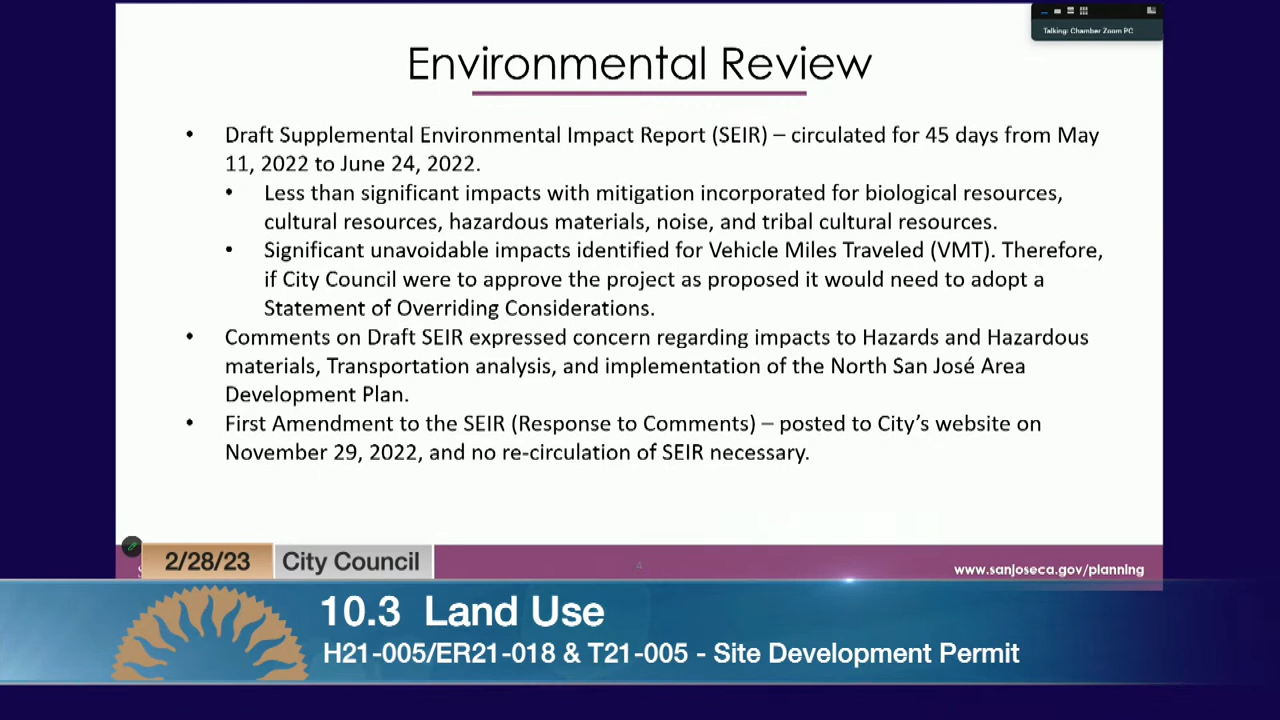 Talking: Chamber Zoom PC
Environmental Review
• Draft Supplemental Environmental Impact Report (SEIR) – circulated for 45 days from May
11, 2022 to June 24, 2022.
• Less than significant impacts with mitigation incorporated for biological resources,
cultural resources, hazardous materials, noise, and tribal cultural resources.
• Significant unavoidable impacts identified for Vehicle Miles Traveled (VMT). Therefore,
if City Council were to approve the project as proposed it would need to adopt a
Statement of Overriding Considerations.
• Comments on Draft SEIR expressed concern regarding impacts to Hazards and Hazardous
materials, Transportation analysis, and implementation of the North San José Area
Development Plan.
• First Amendment to the SEIR (Response to Comments) – posted to City’s website on
November 29, 2022, and no re-circulation of SEIR necessary.
4
www.sanjoseca.gov/planning
2/28/23 City Council
10.3 Land Use
H21-005/ER21-018 & T21-005 - Site Development Permit